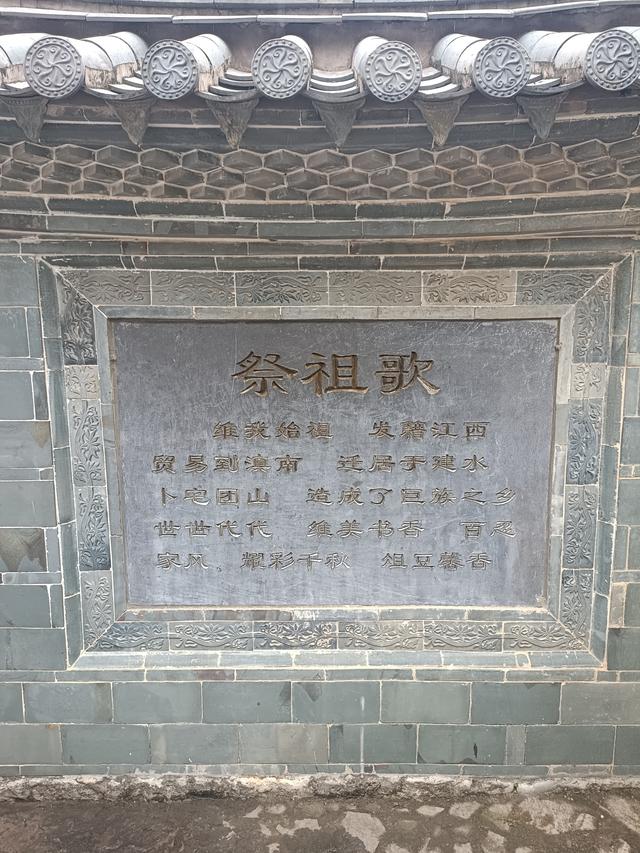 祭祖歌
维我始祖 发籍江西
贸易到滇南 迁居于建水
卜宅团山 造成了巨族之乡
世世代代 维美书香 百忍
家风 耀彩千秋 俎豆馨香